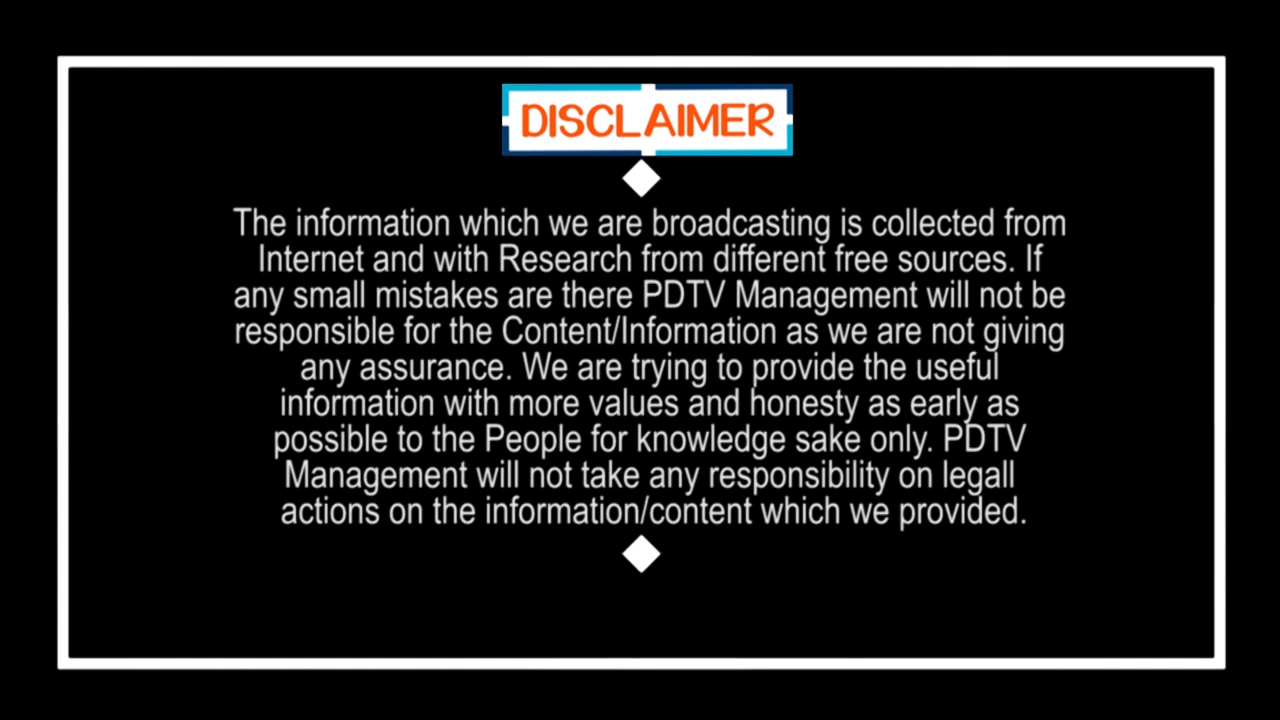 DISCLAIMER
The information which we are broadcasting is collected from
Internet and with Research from different free sources. If
any small mistakes are there PDTV Management will not be
responsible for the Content/Information as we are not giving
any assurance. We are trying to provide the useful
information with more values and honesty as early as
possible to the People for knowledge sake only. PDTV
Management will not take any responsibility on legall
actions on the information/content which we provided.